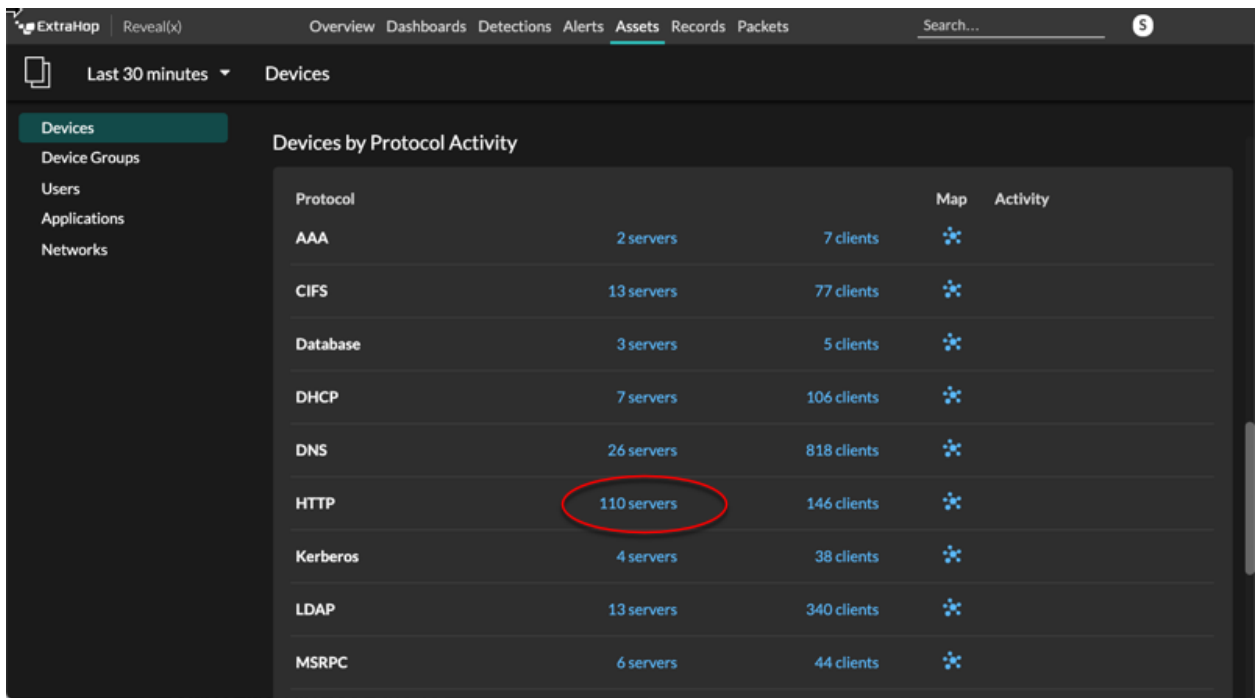 ExtraHop Reveal(x) Overview Dashboards Detections Alerts Assets Records Packets Search... S
Last 30 minutes Devices
Devices
Device Groups
Users
Applications
Networks
Devices by Protocol Activity
Protocol Map Activity
AAA 2 servers 7 clients
CIFS 13 servers 77 clients
Database 3 servers 5 clients
DHCP 7 servers 106 clients
DNS 26 servers 818 clients
HTTP 110 servers 146 clients
Kerberos 4 servers 38 clients
LDAP 13 servers 340 clients
MSRPC 6 servers 44 clients